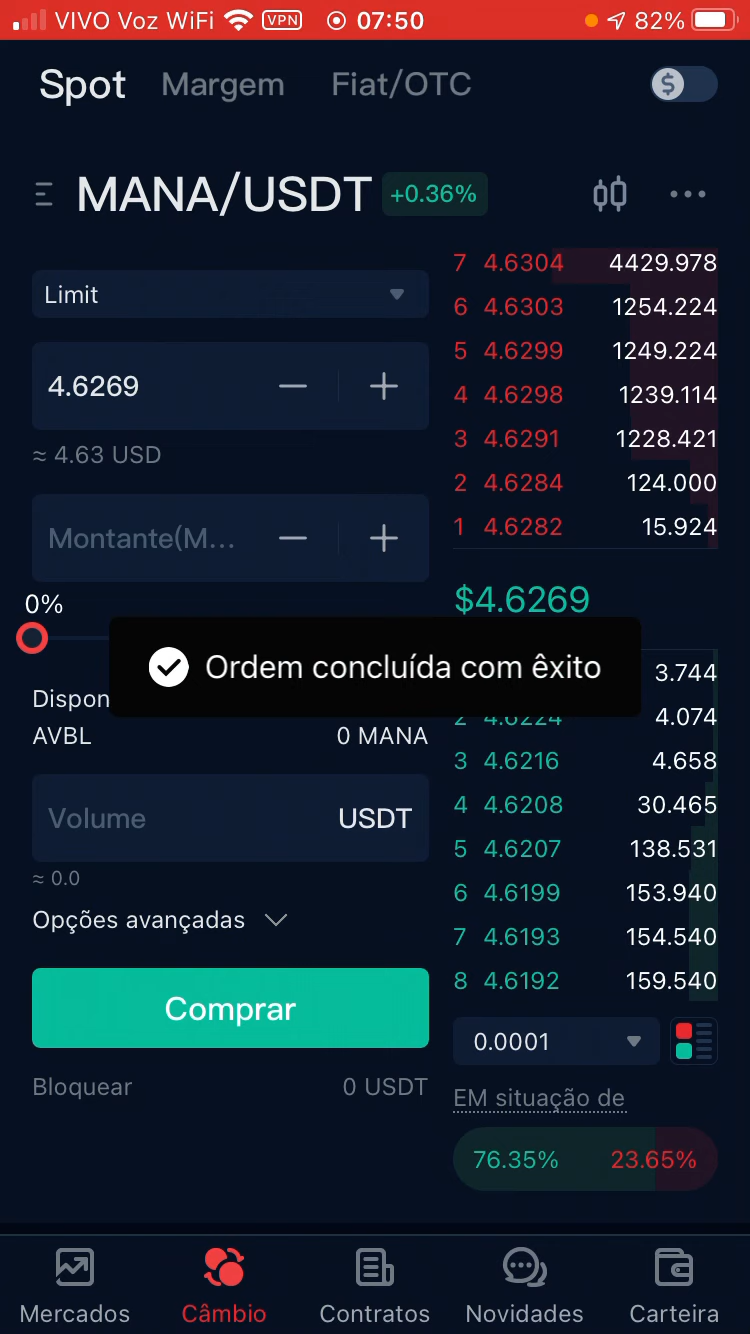 VIVO Voz WiFi VPN 07:50 82%
Spot Margem Fiat/OTC $
MANA/USDT +0.36%
Limit
4.6269
≈ 4.63 USD
Montante(M...
0%
Dispon
AVBL 0 MANA
Volume USDT
≈ 0.0
Opções avançadas
Comprar
Bloquear 0 USDT
7 4.6304 4429.978
6 4.6303 1254.224
5 4.6299 1249.224
4 4.6298 1239.114
3 4.6291 1228.421
2 4.6284 124.000
1 4.6282 15.924
$4.6269
Ordem concluída com êxito
3.744
2 4.6224 4.074
3 4.6216 4.658
4 4.6208 30.465
5 4.6207 138.531
6 4.6199 153.940
7 4.6193 154.540
8 4.6192 159.540
0.0001
EM situação de
76.35% 23.65%
Mercados Câmbio Contratos Novidades Carteira